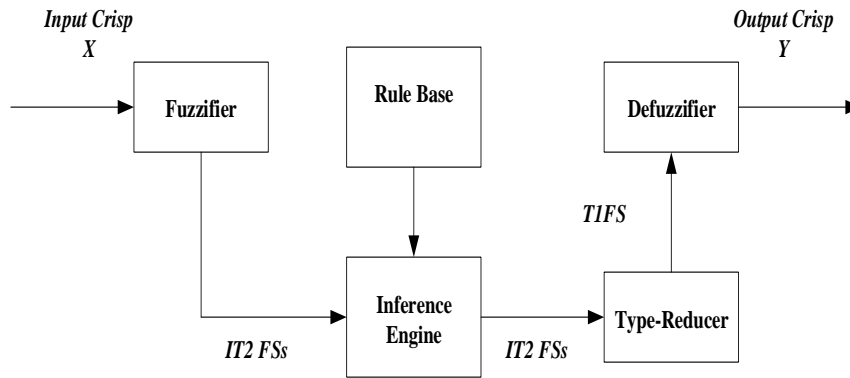 Input Crisp
X
Output Crisp
Y
Fuzzifier
Rule Base
Defuzzifier
T1FS
Inference
Engine
Type-Reducer
IT2 FSs
IT2 FSs